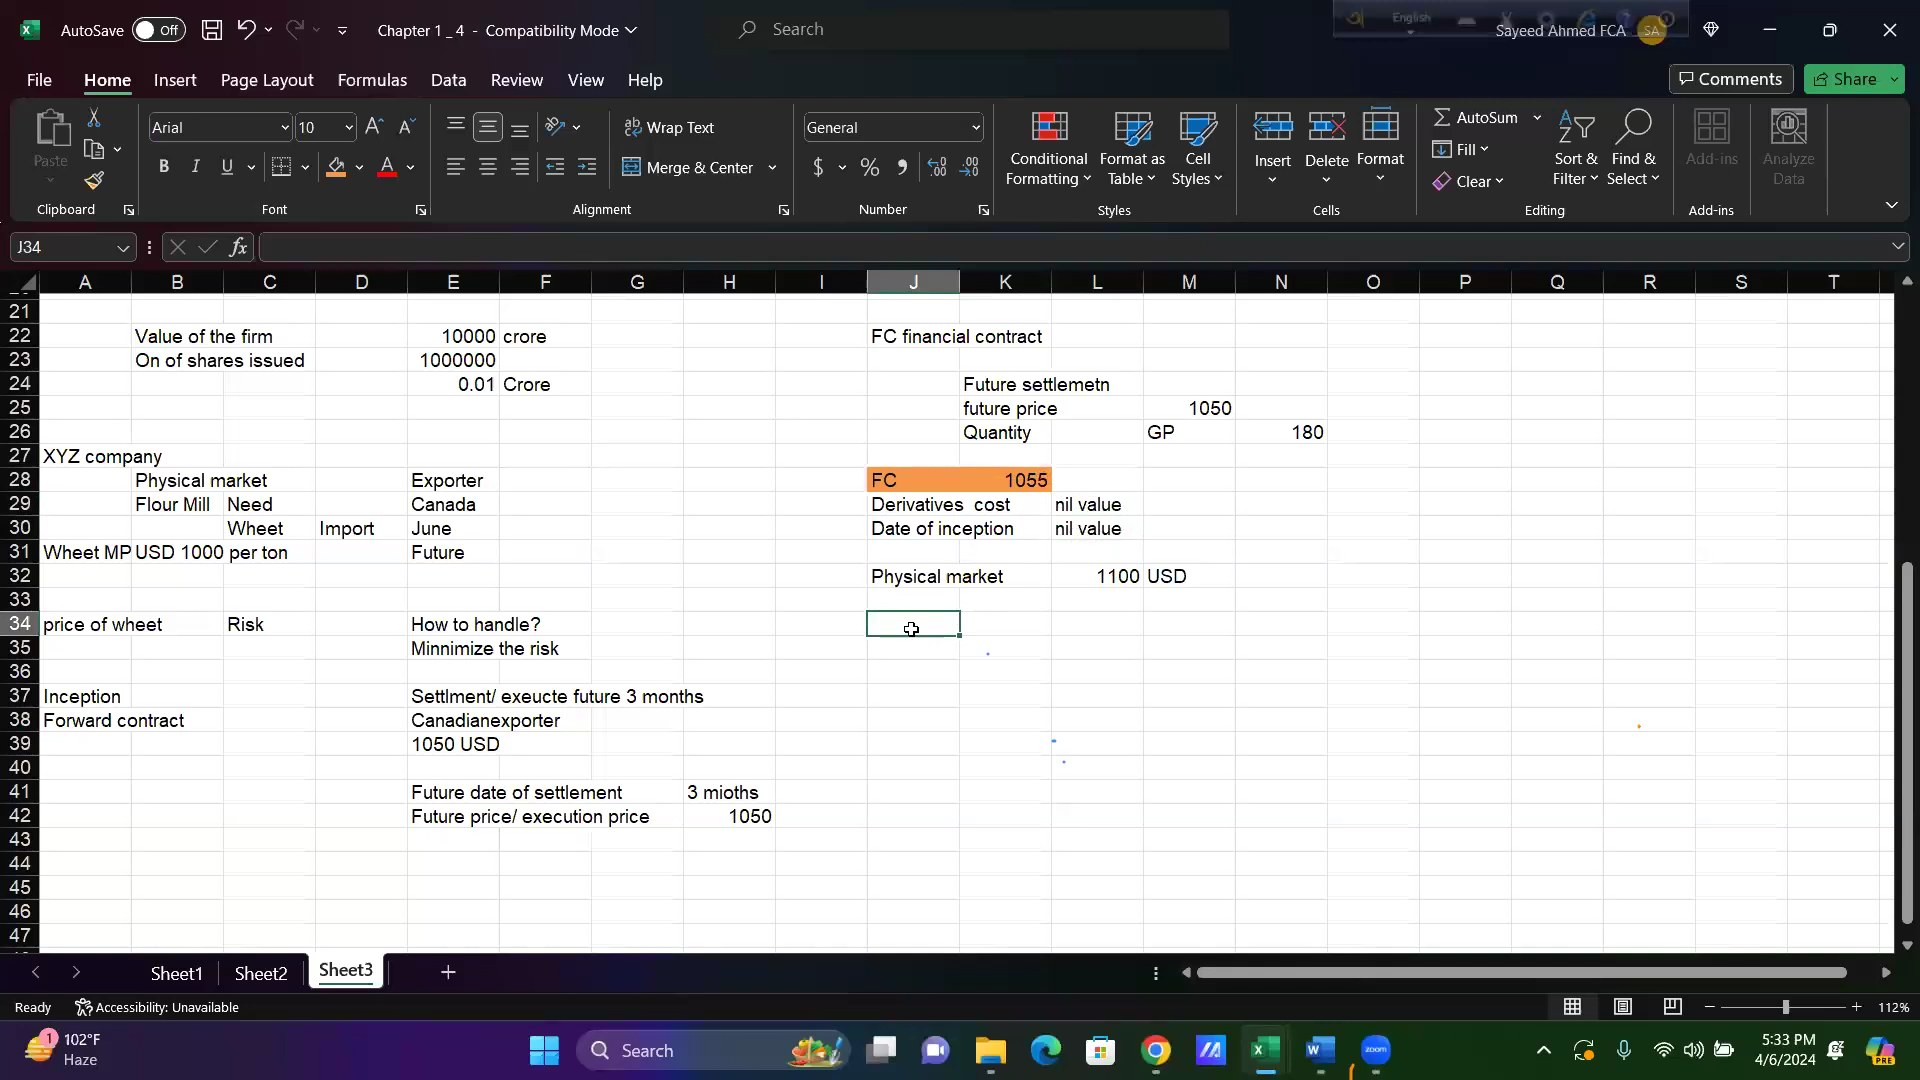 AutoSave Off Chapter 1 _ 4 - Compatibility Mode Search English Sayeed Ahmed FCA SA
File Home Insert Page Layout Formulas Data Review View Help Comments Share
Paste Arial 10 Wrap Text General AutoSum
Conditional Format as Cell Insert Delete Format Fill Sort & Find & Add-ins Analyze
B I U Merge & Center $ % Formatting Table Styles Clear Filter Select Data
Clipboard Font Alignment Number Styles Cells Editing Add-ins
J34 fx
A B C D E F G H I J K L M N O P Q R S T
21
22 Value of the firm 10000 crore FC financial contract
23 On of shares issued 1000000
24 0.01 Crore Future settlemetn
25 future price 1050
26 Quantity GP 180
27 XYZ company
28 Physical market Exporter FC 1055
29 Flour Mill Need Canada Derivatives cost nil value
30 Wheet Import June Date of inception nil value
31 Wheet MP USD 1000 per ton Future
32 Physical market 1100 USD
33
34 price of wheet Risk How to handle?
35 Minnimize the risk
36
37 Inception Settlment/ exeucte future 3 months
38 Forward contract Canadianexporter
39 1050 USD
40
41 Future date of settlement 3 mioths
42 Future price/ execution price 1050
43
44
45
46
47
Sheet1 Sheet2 Sheet3
Ready Accessibility: Unavailable 112%
1 102°F Haze Search zoom 5:33 PM 4/6/2024 PRE